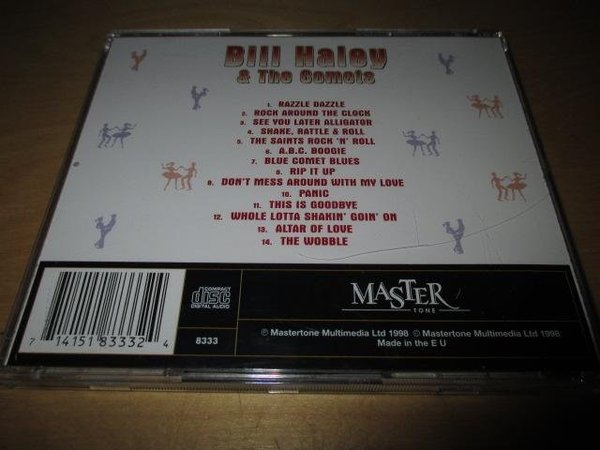 Bill Haley
& The Comets
1. RAZZLE DAZZLE
2. ROCK AROUND THE CLOCK
3. SEE YOU LATER ALLIGATOR
4. SHAKE, RATTLE & ROLL
5. THE SAINTS ROCK 'N' ROLL
6. A.B.C. BOOGIE
7. BLUE COMET BLUES
8. RIP IT UP
9. DON'T MESS AROUND WITH MY LOVE
10. PANIC
11. THIS IS GOODBYE
12. WHOLE LOTTA SHAKIN' GOIN' ON
13. ALTAR OF LOVE
14. THE WOBBLE
COMPACT
disc
DIGITAL AUDIO
MASTER
TONE
7 14151 83332 4
8333
℗ Mastertone Multimedia Ltd 1998 © Mastertone Multimedia Ltd 1998
Made in the E U